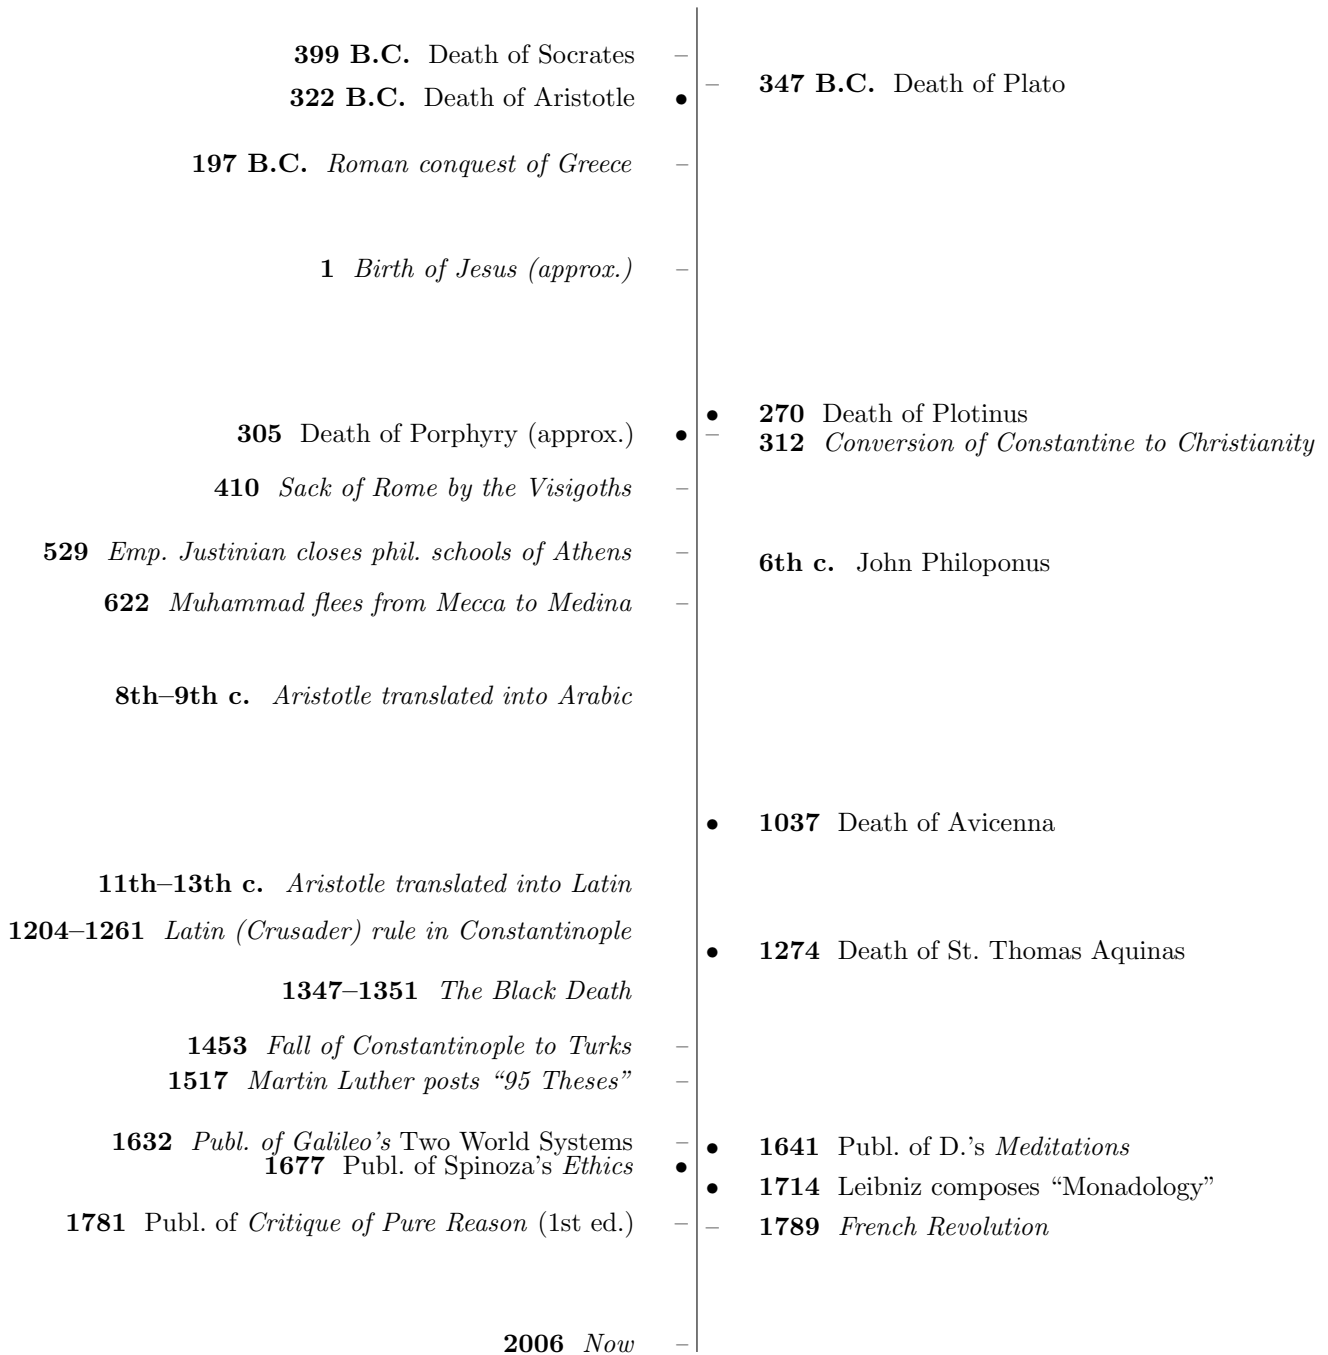 399 B.C. Death of Socrates
347 B.C. Death of Plato
322 B.C. Death of Aristotle
197 B.C. Roman conquest of Greece
1 Birth of Jesus (approx.)
270 Death of Plotinus
305 Death of Porphyry (approx.)
312 Conversion of Constantine to Christianity
410 Sack of Rome by the Visigoths
529 Emp. Justinian closes phil. schools of Athens
6th c. John Philoponus
622 Muhammad flees from Mecca to Medina
8th–9th c. Aristotle translated into Arabic
1037 Death of Avicenna
11th–13th c. Aristotle translated into Latin
1204–1261 Latin (Crusader) rule in Constantinople
1274 Death of St. Thomas Aquinas
1347–1351 The Black Death
1453 Fall of Constantinople to Turks
1517 Martin Luther posts “95 Theses”
1632 Publ. of Galileo's Two World Systems
1641 Publ. of D.'s Meditations
1677 Publ. of Spinoza's Ethics
1714 Leibniz composes “Monadology”
1781 Publ. of Critique of Pure Reason (1st ed.)
1789 French Revolution
2006 Now